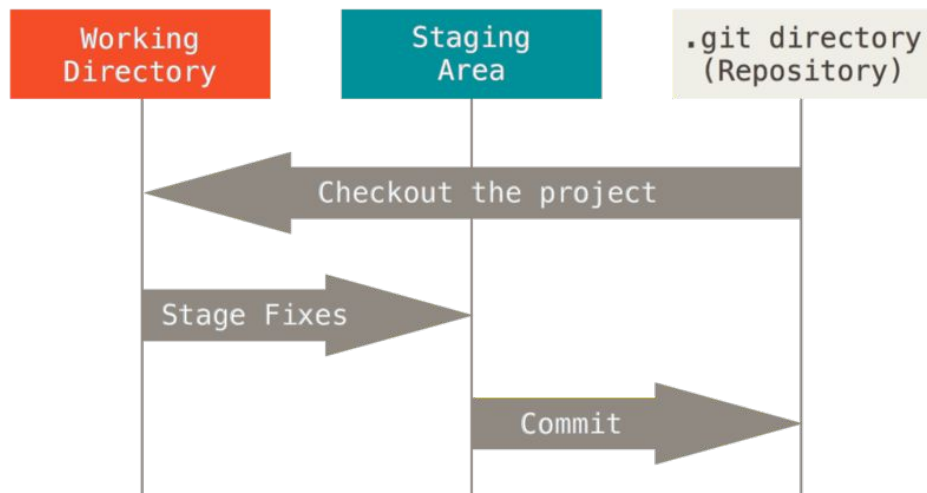 Working
Directory
Staging
Area
.git directory
(Repository)
Checkout the project
Stage Fixes
Commit